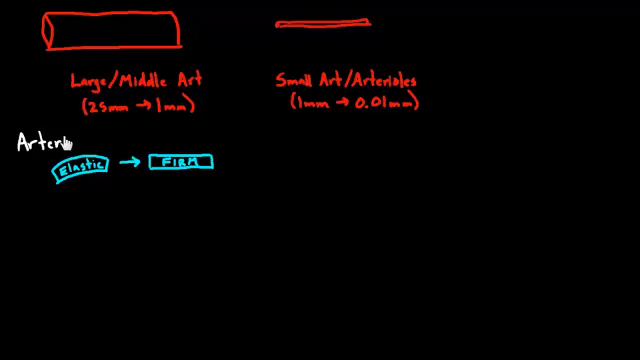 Large/Middle Art
(25mm → 1mm)
Small Art/Arterioles
(1mm → 0.01mm)
Arter
Elastic → FIRM